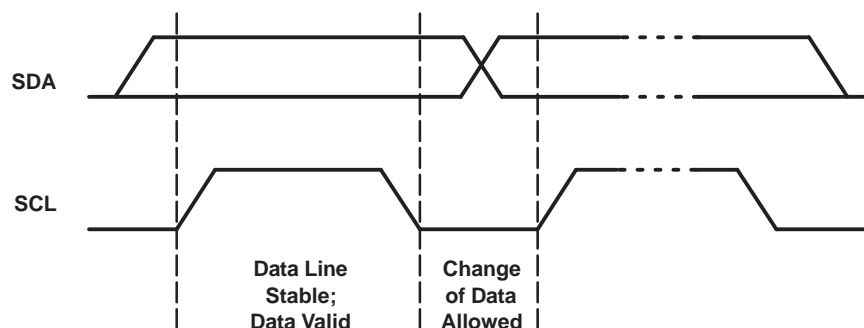 SDA
SCL
Data Line
Stable;
Data Valid
Change
of Data
Allowed